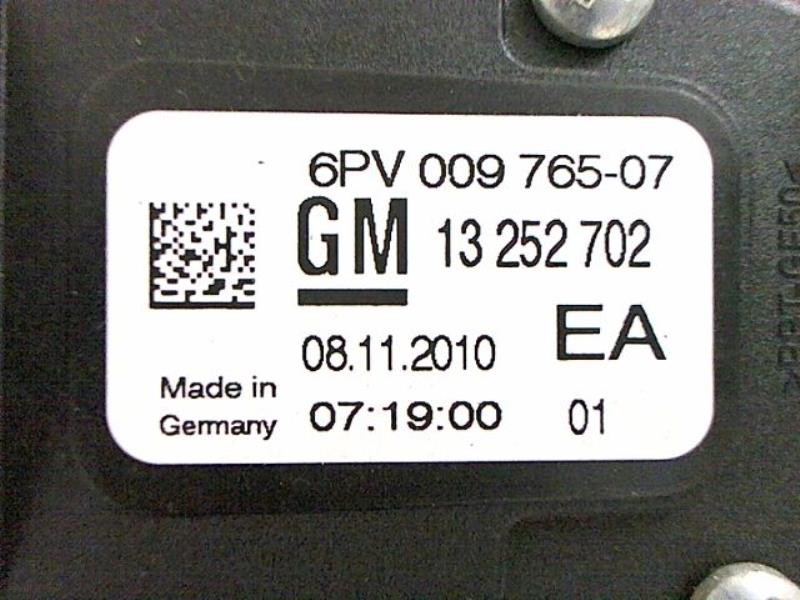 6PV 009 765-07
GM 13 252 702
EA
08.11.2010
Made in
Germany
07:19:00
01